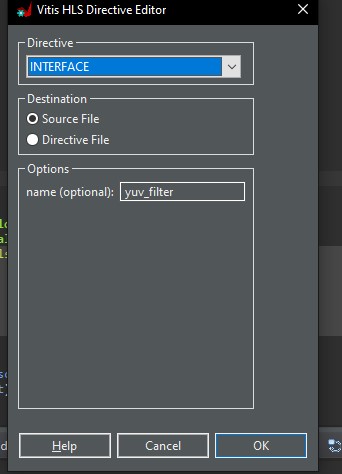 Vitis HLS Directive Editor
Directive
INTERFACE
Destination
Source File
Directive File
Options
name (optional): yuv_filter
Help Cancel OK